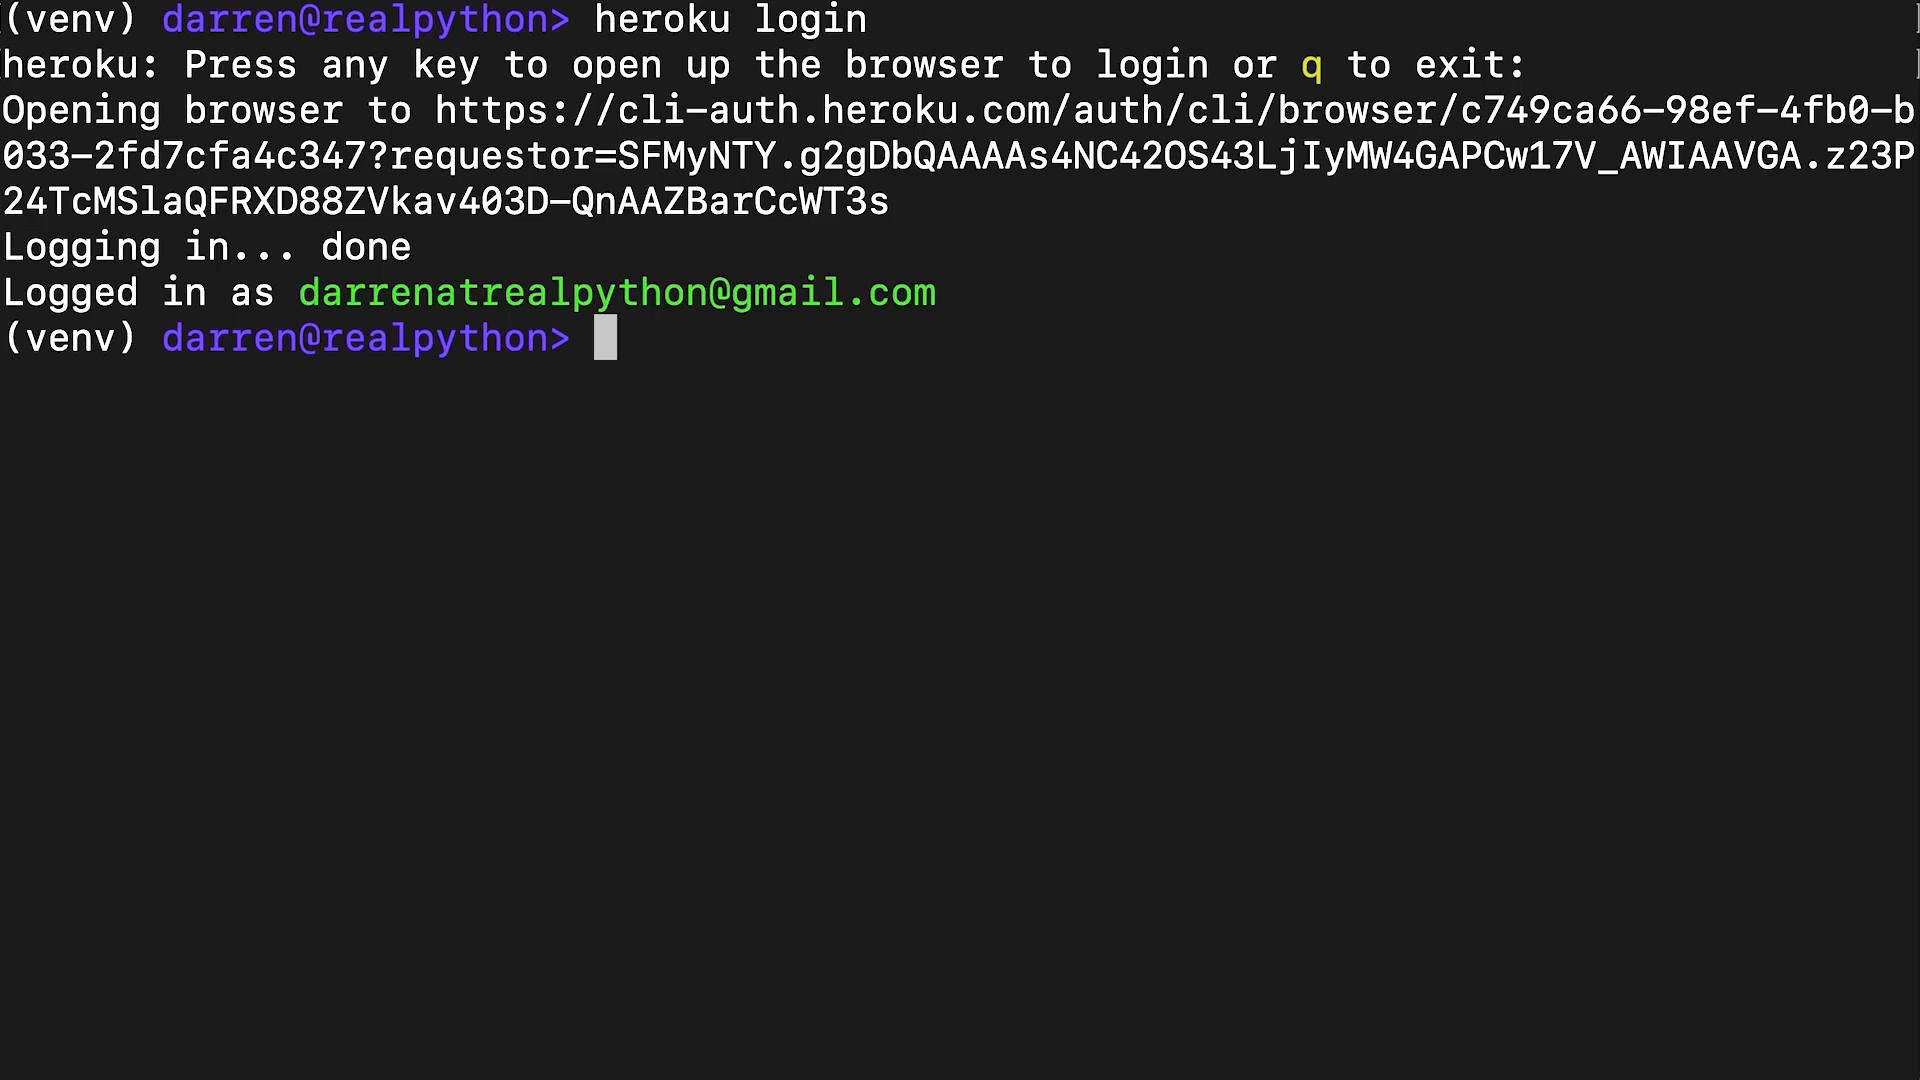 (venv) darren@realpython> heroku login
heroku: Press any key to open up the browser to login or q to exit:
Opening browser to https://cli-auth.heroku.com/auth/cli/browser/c749ca66-98ef-4fb0-b
033-2fd7cfa4c347?requestor=SFMyNTY.g2gDbQAAAAs4NC42OS43LjIyMW4GAPCw17V_AWIAAVGA.z23P
24TcMSlaQFRXD88ZVkav403D-QnAAZBarCcWT3s
Logging in... done
Logged in as darrenatrealpython@gmail.com
(venv) darren@realpython>